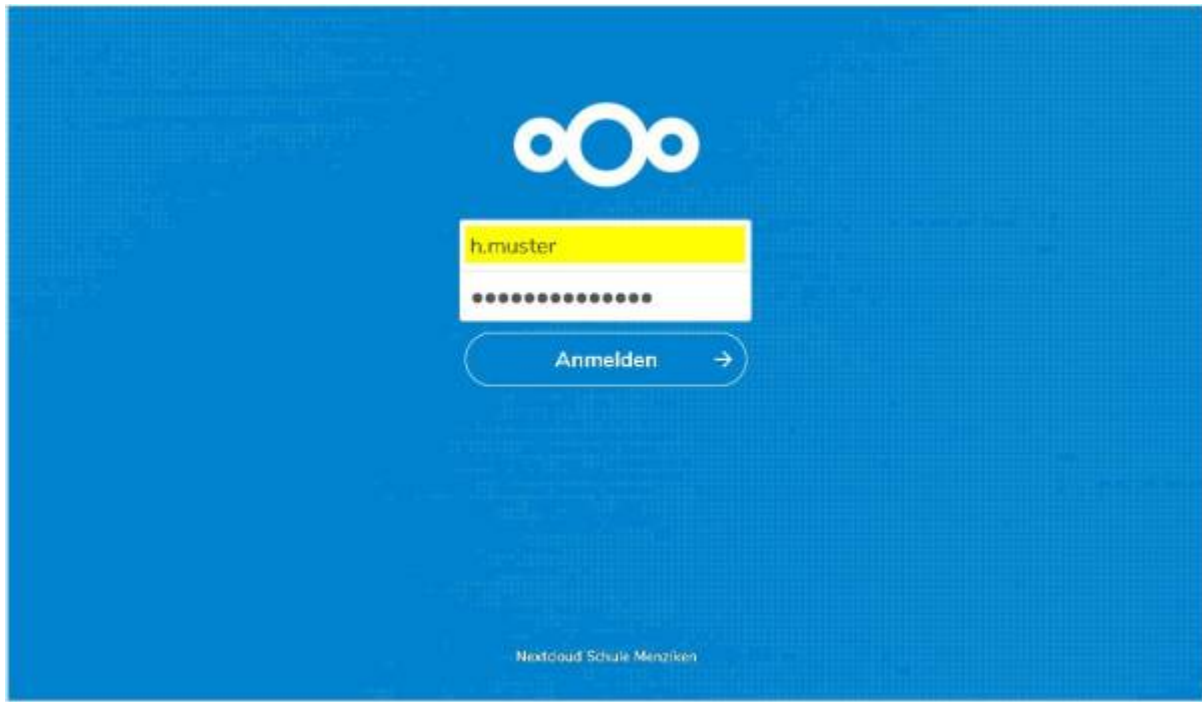 h.muster
••••••••••••••
Anmelden →
Nextcloud Schule Menziken